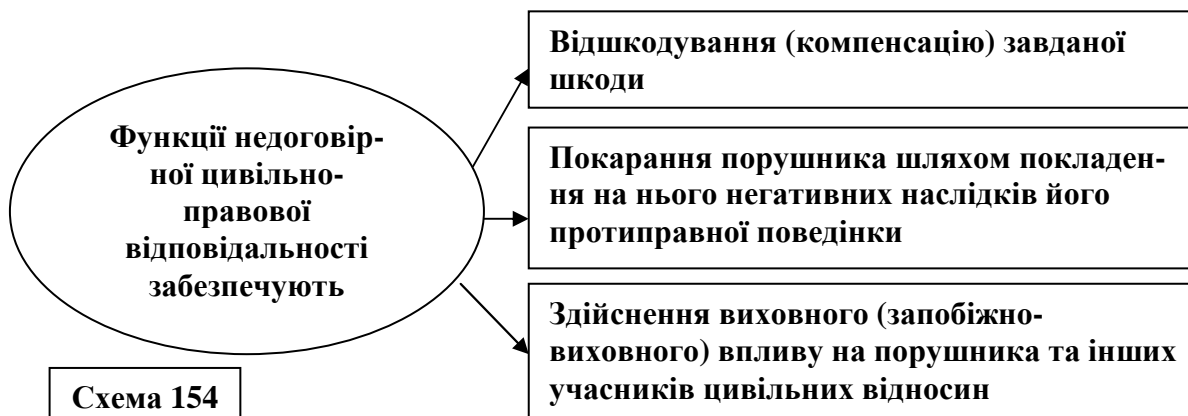 Функції недоговір-
ної цивільно-
правової
відповідальності
забезпечують
Відшкодування (компенсацію) завданої
шкоди
Покарання порушника шляхом покладен-
ня на нього негативних наслідків його
протиправної поведінки
Здійснення виховного (запобіжно-
виховного) впливу на порушника та інших
учасників цивільних відносин
Схема 154